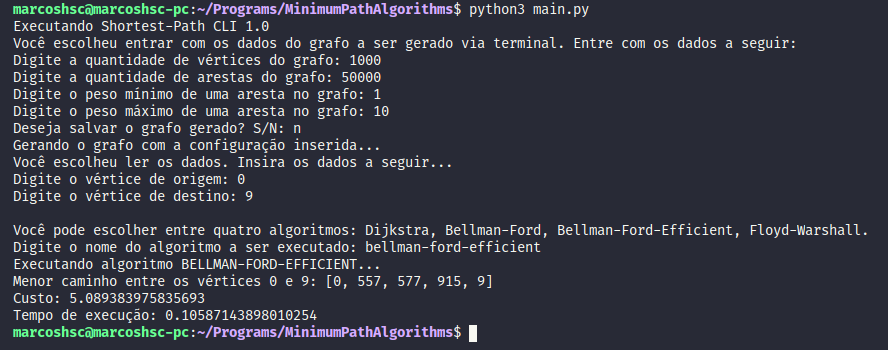 marcoshsc@marcoshsc-pc:~/Programs/MinimumPathAlgorithms$ python3 main.py
Executando Shortest-Path CLI 1.0
Você escolheu entrar com os dados do grafo a ser gerado via terminal. Entre com os dados a seguir:
Digite a quantidade de vértices do grafo: 1000
Digite a quantidade de arestas do grafo: 50000
Digite o peso mínimo de uma aresta no grafo: 1
Digite o peso máximo de uma aresta no grafo: 10
Deseja salvar o grafo gerado? S/N: n
Gerando o grafo com a configuração inserida...
Você escolheu ler os dados. Insira os dados a seguir...
Digite o vértice de origem: 0
Digite o vértice de destino: 9
Você pode escolher entre quatro algoritmos: Dijkstra, Bellman-Ford, Bellman-Ford-Efficient, Floyd-Warshall.
Digite o nome do algoritmo a ser executado: bellman-ford-efficient
Executando algoritmo BELLMAN-FORD-EFFICIENT...
Menor caminho entre os vértices 0 e 9: [0, 557, 577, 915, 9]
Custo: 5.089383975835693
Tempo de execução: 0.10587143898010254
marcoshsc@marcoshsc-pc:~/Programs/MinimumPathAlgorithms$